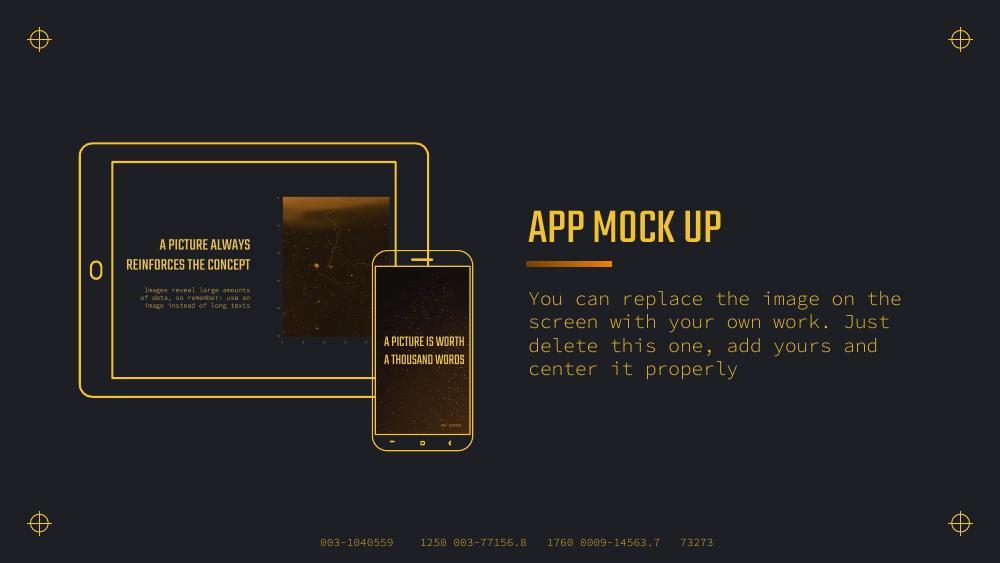 A PICTURE ALWAYS
REINFORCES THE CONCEPT
Images reveal large amounts
of data, so remember: use an
image instead of long texts
A PICTURE IS WORTH
A THOUSAND WORDS
APP MOCK UP
You can replace the image on the
screen with your own work. Just
delete this one, add yours and
center it properly
003-1040559 1250 003-77156.8 1760 0009-14563.7 73273